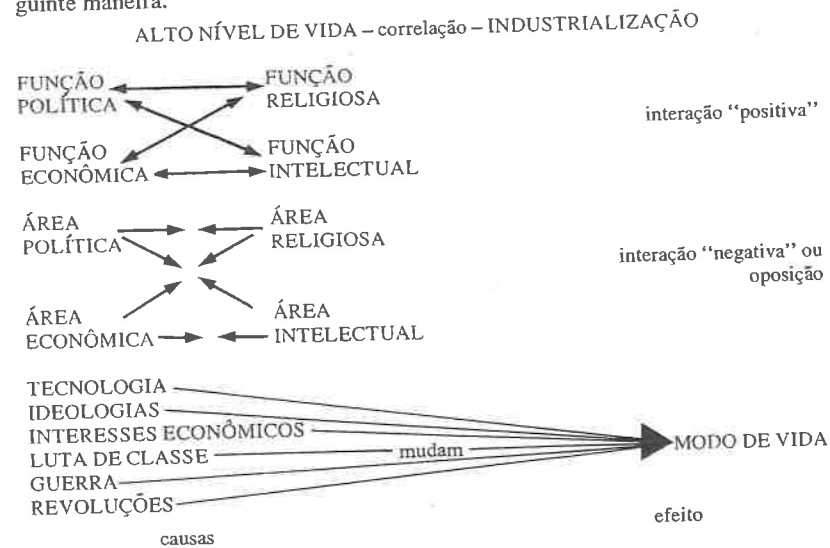 guinte maneira.
ALTO NÍVEL DE VIDA – correlação – INDUSTRIALIZAÇÃO
FUNÇÃO
POLÍTICA
FUNÇÃO
RELIGIOSA
interação “positiva”
FUNÇÃO
ECONÔMICA
FUNÇÃO
INTELECTUAL
ÁREA
POLÍTICA
ÁREA
RELIGIOSA
interação “negativa” ou
oposição
ÁREA
ECONÔMICA
ÁREA
INTELECTUAL
TECNOLOGIA
IDEOLOGIAS
INTERESSES ECONÔMICOS
LUTA DE CLASSE
GUERRA
REVOLUÇÕES
mudam
MODO DE VIDA
causas
efeito